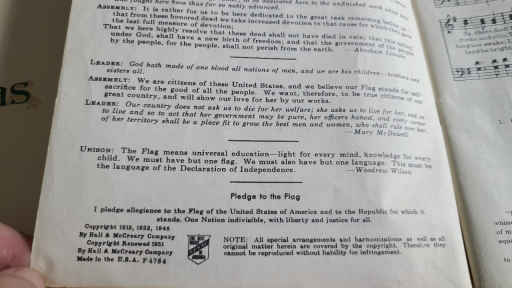 ASSEMBLY: It is rather for us to be here dedicated to the great task remaining before
that from these honored dead we take increased devotion to that cause for which they
the last full measure of devotion;
That we here highly resolve that these dead shall not have died in vain; that this nation,
under God, shall have a new birth of freedom; and that the government of the people,
by the people, for the people, shall not perish from the earth. —Abraham
LEADER: God hath made of one blood all nations of men, and we are his children—brothers and
sisters all.
ASSEMBLY: We are citizens of these United States, and we believe our Flag stands for self-
sacrifice for the good of all the people. We want, therefore, to be true citizens of our
great country, and will show our love for her by our works.
LEADER: Our country does not ask us to die for her welfare; she asks us to live for her, and so
to live and so to act that her government may be pure, her officers honest, and every corner
of her territory shall be a place fit to grow the best men and women, who shall rule over her.
—Mary McDowell
UNISON: The Flag means universal education—light for every mind, knowledge for every
child. We must have but one flag. We must also have but one language. This must be
the language of the Declaration of Independence. —Woodrow Wilson
Pledge to the Flag
I pledge allegiance to the Flag of the United States of America and to the Republic for which it
stands. One Nation indivisible, with liberty and justice for all.
Copyright 1919, 1932, 1946
By Hall & McCreary Company
Copyright Renewed 1951
By Hall & McCreary Company
Made in the U.S.A. F 4754
NOTE: All special arrangements and harmonizations as well as all
original matter herein are covered by the copyright. Therefore they
cannot be reproduced without liability for infringement.